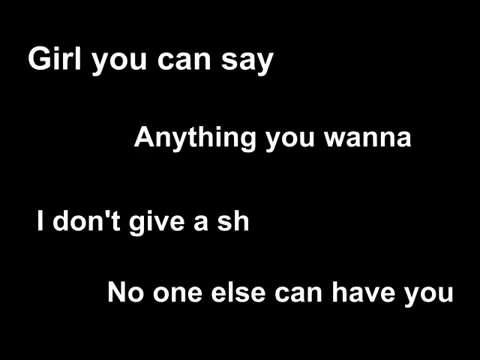 Girl you can say
Anything you wanna
I don't give a sh
No one else can have you